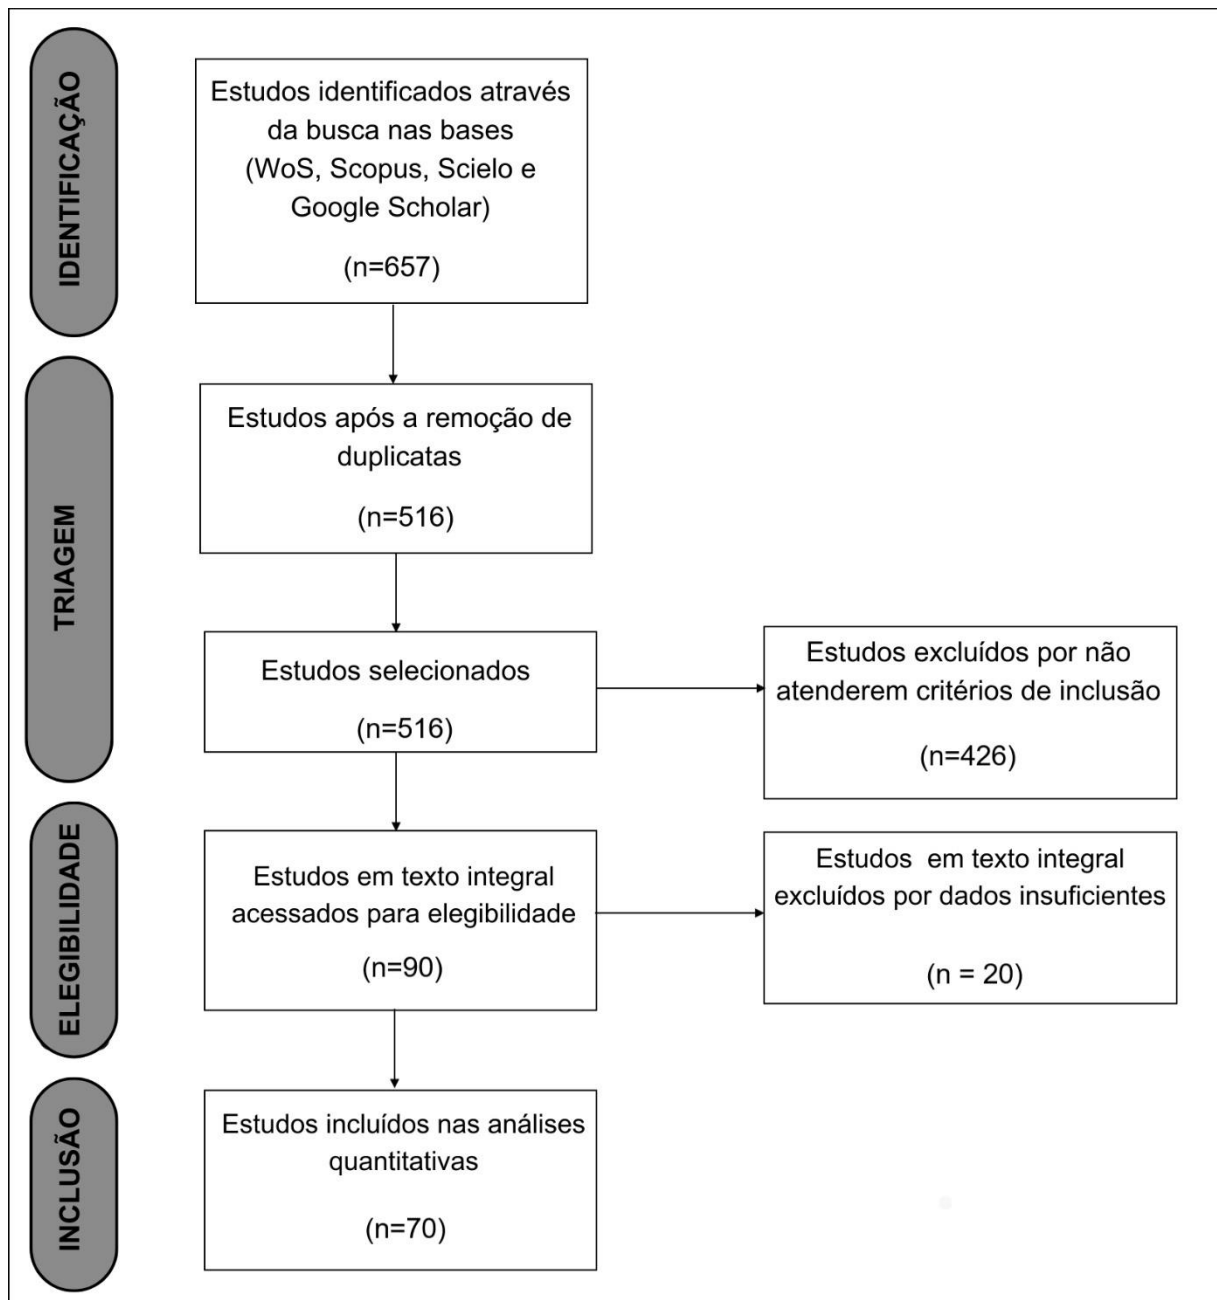 IDENTIFICAÇÃO
Estudos identificados através
da busca nas bases
(WoS, Scopus, Scielo e
Google Scholar)
(n=657)
TRIAGEM
Estudos após a remoção de
duplicatas
(n=516)
Estudos selecionados
(n=516)
Estudos excluídos por não
atenderem critérios de inclusão
(n=426)
ELEGIBILIDADE
Estudos em texto integral
acessados para elegibilidade
(n=90)
Estudos em texto integral
excluídos por dados insuficientes
(n = 20)
INCLUSÃO
Estudos incluídos nas análises
quantitativas
(n=70)